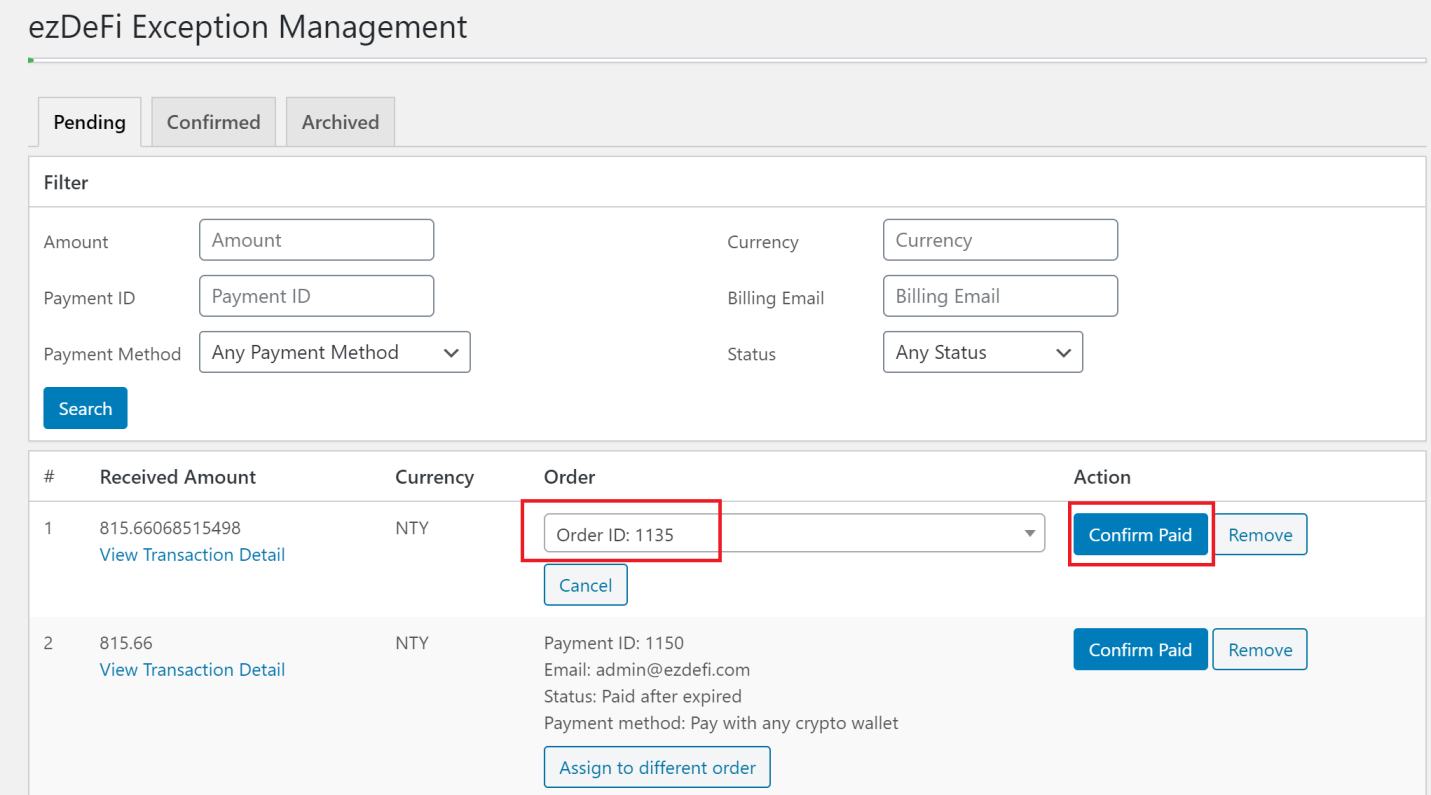 ezDeFi Exception Management
Pending Confirmed Archived
Filter
Amount Amount Currency Currency
Payment ID Payment ID Billing Email Billing Email
Payment Method Any Payment Method Status Any Status
Search
# Received Amount Currency Order Action
1 815.66068515498 NTY Order ID: 1135 Confirm Paid Remove
View Transaction Detail
Cancel
2 815.66 NTY Payment ID: 1150 Confirm Paid Remove
View Transaction Detail Email: admin@ezdefi.com
Status: Paid after expired
Payment method: Pay with any crypto wallet
Assign to different order